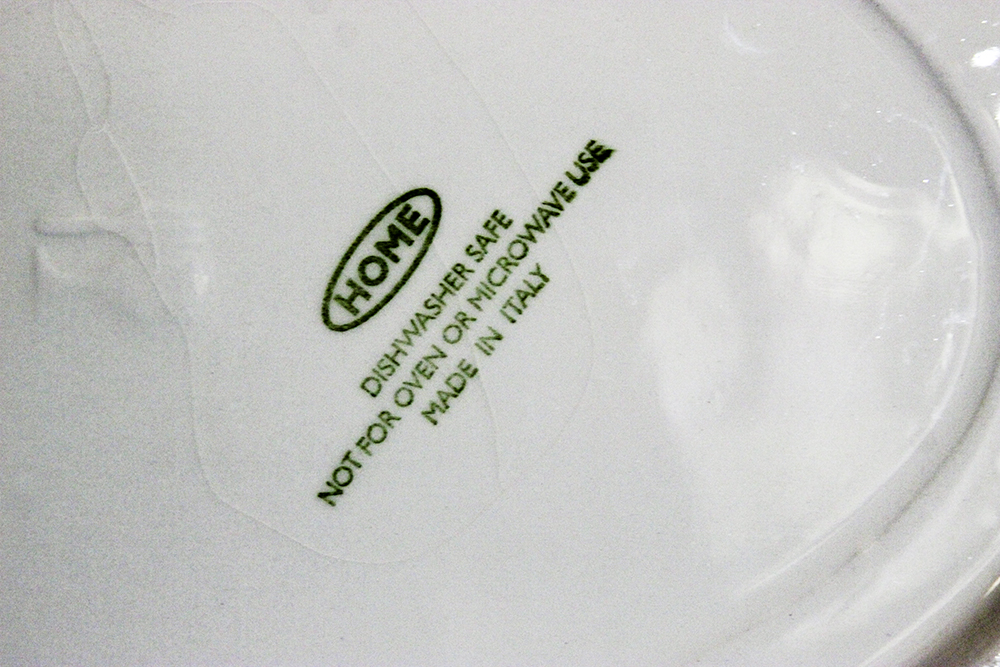 HOME
DISHWASHER SAFE
NOT FOR OVEN OR MICROWAVE USE
MADE IN ITALY